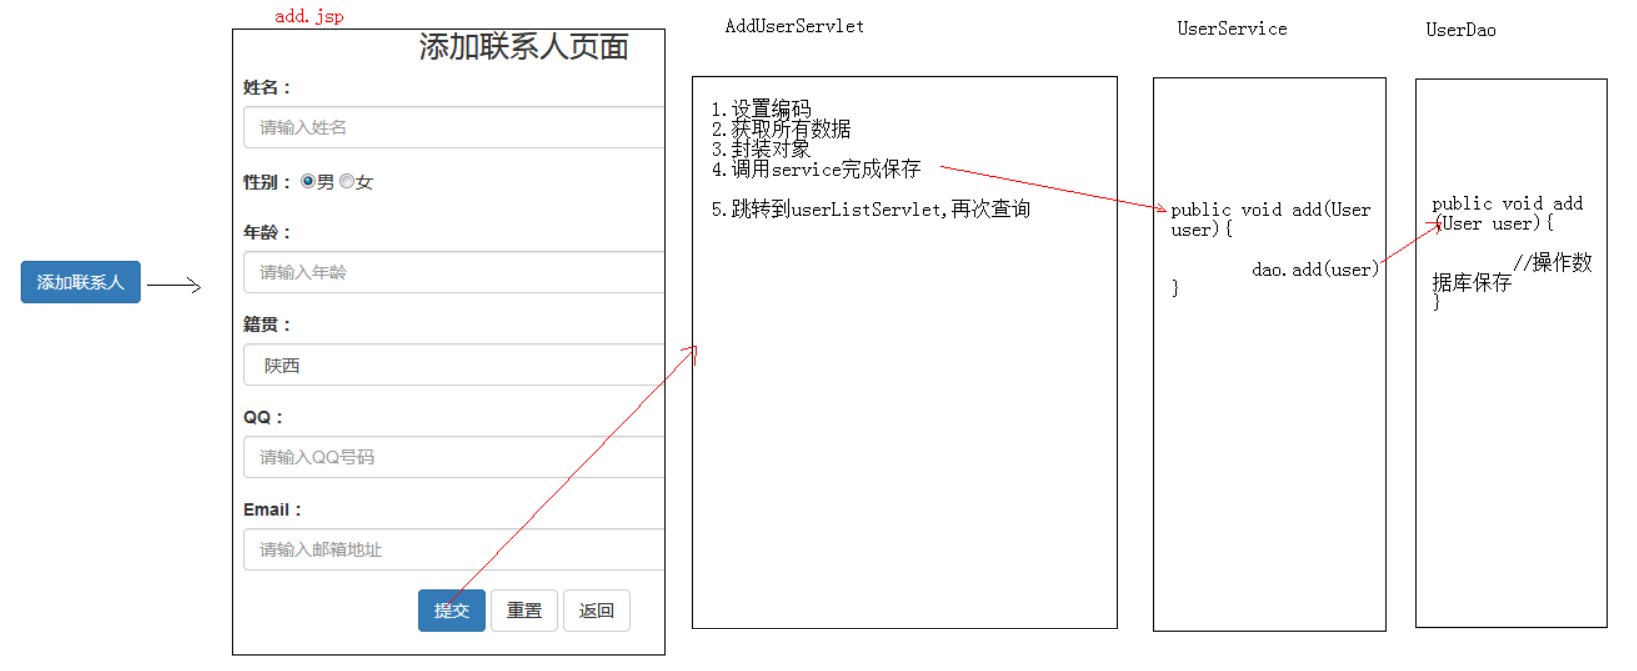 添加联系人
add.jsp
添加联系人页面
姓名：
请输入姓名
性别： 男 女
年龄：
请输入年龄
籍贯：
陕西
QQ：
请输入QQ号码
Email：
请输入邮箱地址
提交 重置 返回
AddUserServlet
1.设置编码
2.获取所有数据
3.封装对象
4.调用service完成保存
5.跳转到userListServlet,再次查询
UserService
public void add(User
user){
dao.add(user)
}
UserDao
public void add
(User user){
//操作数
据库保存
}